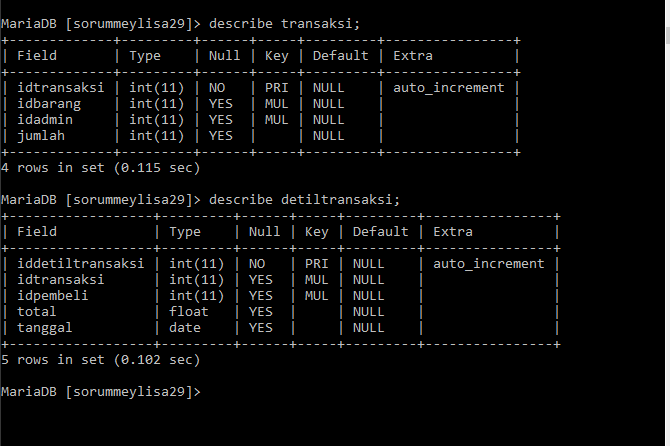 MariaDB [sorummeylisa29]> describe transaksi;
+-------------+---------+------+-----+---------+----------------+
| Field       | Type    | Null | Key | Default | Extra          |
+-------------+---------+------+-----+---------+----------------+
| idtransaksi | int(11) | NO   | PRI | NULL    | auto_increment |
| idbarang    | int(11) | YES  | MUL | NULL    |                |
| idadmin     | int(11) | YES  | MUL | NULL    |                |
| jumlah      | int(11) | YES  |     | NULL    |                |
+-------------+---------+------+-----+---------+----------------+
4 rows in set (0.115 sec)

MariaDB [sorummeylisa29]> describe detiltransaksi;
+------------------+---------+------+-----+---------+----------------+
| Field            | Type    | Null | Key | Default | Extra          |
+------------------+---------+------+-----+---------+----------------+
| iddetiltransaksi | int(11) | NO   | PRI | NULL    | auto_increment |
| idtransaksi      | int(11) | YES  | MUL | NULL    |                |
| idpembeli        | int(11) | YES  | MUL | NULL    |                |
| total            | float   | YES  |     | NULL    |                |
| tanggal          | date    | YES  |     | NULL    |                |
+------------------+---------+------+-----+---------+----------------+
5 rows in set (0.102 sec)

MariaDB [sorummeylisa29]>